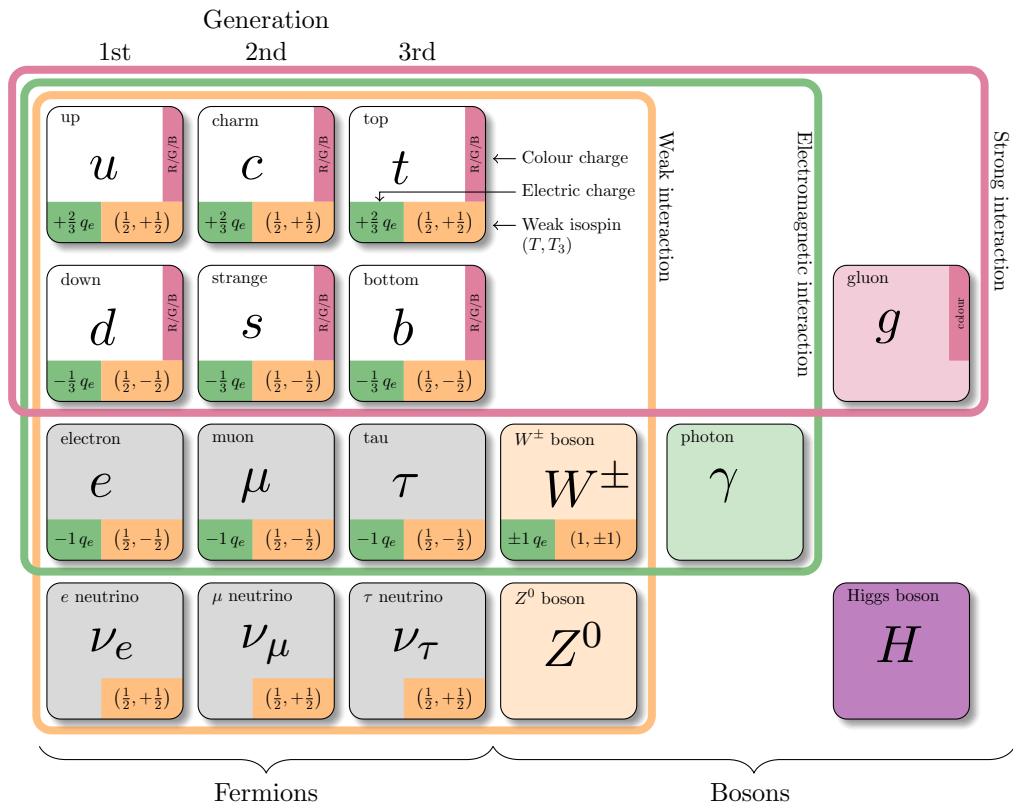 Generation
1st 2nd 3rd
up
u
R/G/B
+2/3 qₑ (1/2, +1/2)
charm
c
R/G/B
+2/3 qₑ (1/2, +1/2)
top
t
R/G/B
+2/3 qₑ (1/2, +1/2)
Colour charge
Electric charge
Weak isospin
(T, T₃)
Weak interaction
Electromagnetic interaction
Strong interaction
down
d
R/G/B
−1/3 qₑ (1/2, −1/2)
strange
s
R/G/B
−1/3 qₑ (1/2, −1/2)
bottom
b
R/G/B
−1/3 qₑ (1/2, −1/2)
gluon
g
colour
electron
e
−1 qₑ (1/2, −1/2)
muon
μ
−1 qₑ (1/2, −1/2)
tau
τ
−1 qₑ (1/2, −1/2)
W± boson
W±
±1 qₑ (1, ±1)
photon
γ
e neutrino
νₑ
(1/2, +1/2)
μ neutrino
ν_μ
(1/2, +1/2)
τ neutrino
ν_τ
(1/2, +1/2)
Z⁰ boson
Z⁰
Higgs boson
H
Fermions
Bosons